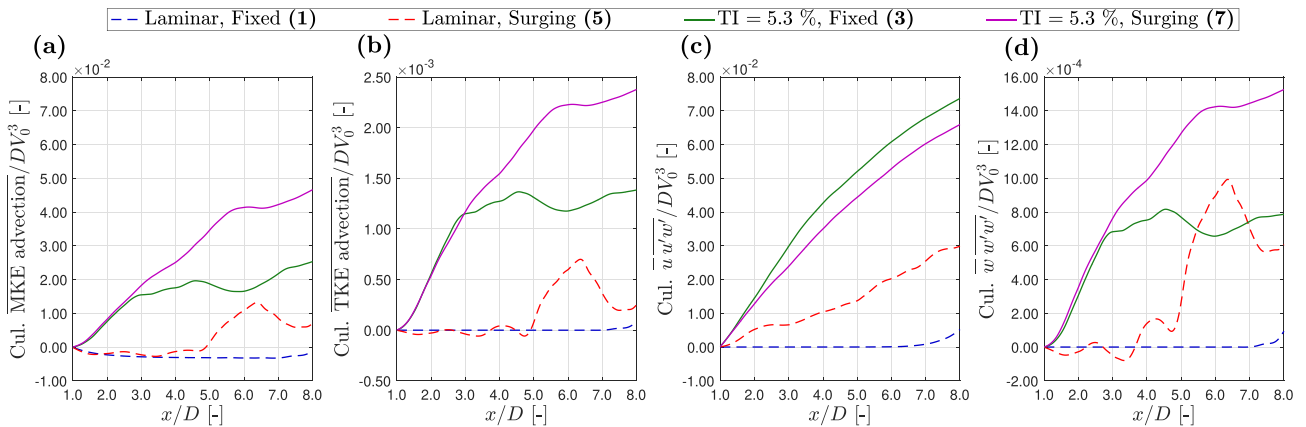 Laminar, Fixed (1) Laminar, Surging (5) TI = 5.3 %, Fixed (3) TI = 5.3 %, Surging (7)
(a)
×10⁻²
8.00
7.00
6.00
5.00
4.00
3.00
2.00
1.00
0.00
-1.00
Cul. MKE advection/DV₀³ [-]
1.0 2.0 3.0 4.0 5.0 6.0 7.0 8.0
x/D [-]
(b)
×10⁻³
2.50
2.00
1.50
1.00
0.50
0.00
-0.50
Cul. TKE advection/DV₀³ [-]
1.0 2.0 3.0 4.0 5.0 6.0 7.0 8.0
x/D [-]
(c)
×10⁻²
8.00
7.00
6.00
5.00
4.00
3.00
2.00
1.00
0.00
-1.00
Cul. u̅ u'w'/DV₀³ [-]
1.0 2.0 3.0 4.0 5.0 6.0 7.0 8.0
x/D [-]
(d)
×10⁻⁴
16.00
14.00
12.00
10.00
8.00
6.00
4.00
2.00
0.00
-2.00
Cul. w̅ w'w'/DV₀³ [-]
1.0 2.0 3.0 4.0 5.0 6.0 7.0 8.0
x/D [-]